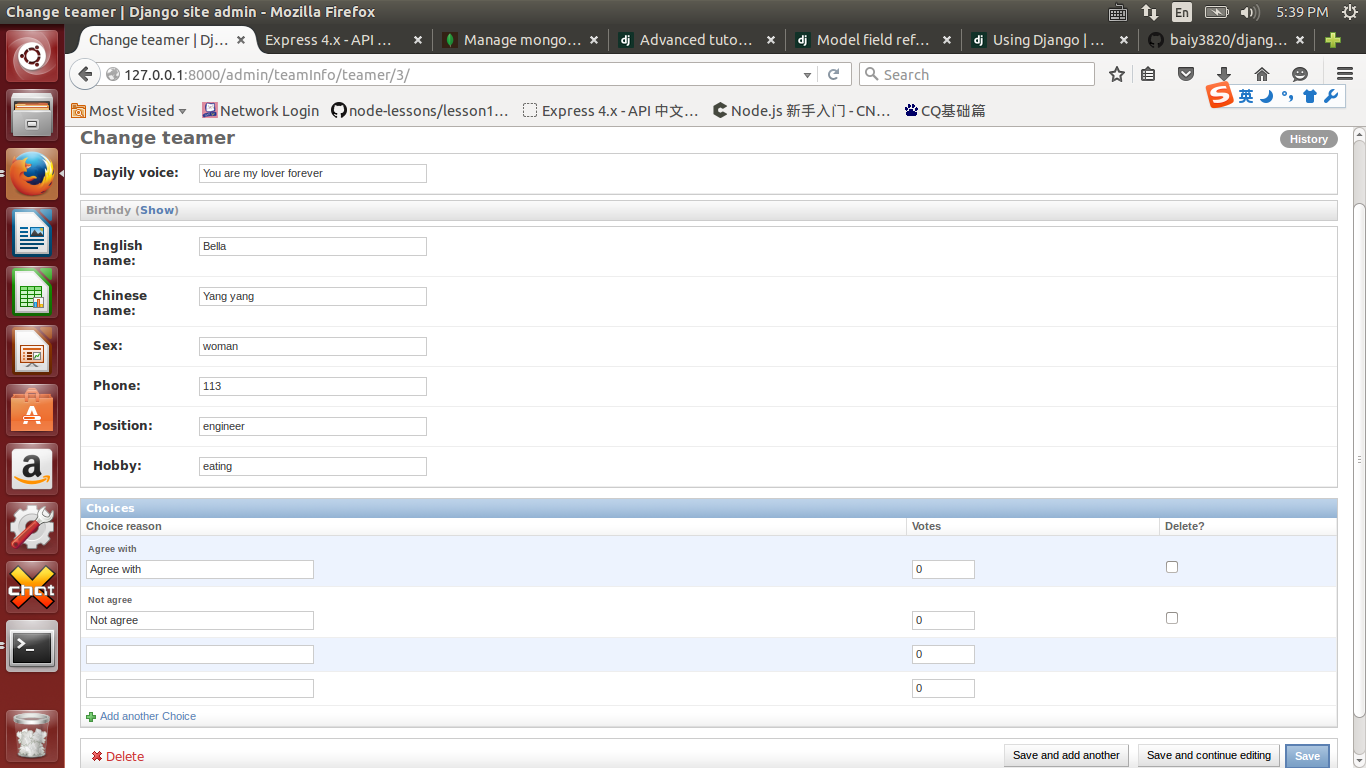 Change teamer | Django site admin - Mozilla Firefox
En
5:39 PM
Change teamer | Dj...
Express 4.x - API ...
Manage mongo...
Advanced tuto...
Model field ref...
Using Django | ...
baiy3820/djang...
127.0.0.1:8000/admin/teamInfo/teamer/3/
Search
Most Visited
Network Login
node-lessons/lesson1...
Express 4.x - API 中文...
Node.js 新手入门 - CN...
CQ基础篇
S 英
Change teamer
History
Dayily voice:
You are my lover forever
Birthdy (Show)
English name:
Bella
Chinese name:
Yang yang
Sex:
woman
Phone:
113
Position:
engineer
Hobby:
eating
Choices
Choice reason
Votes
Delete?
Agree with
Agree with
0
Not agree
Not agree
0
0
0
Add another Choice
Delete
Save and add another
Save and continue editing
Save
a
A
chat
>_